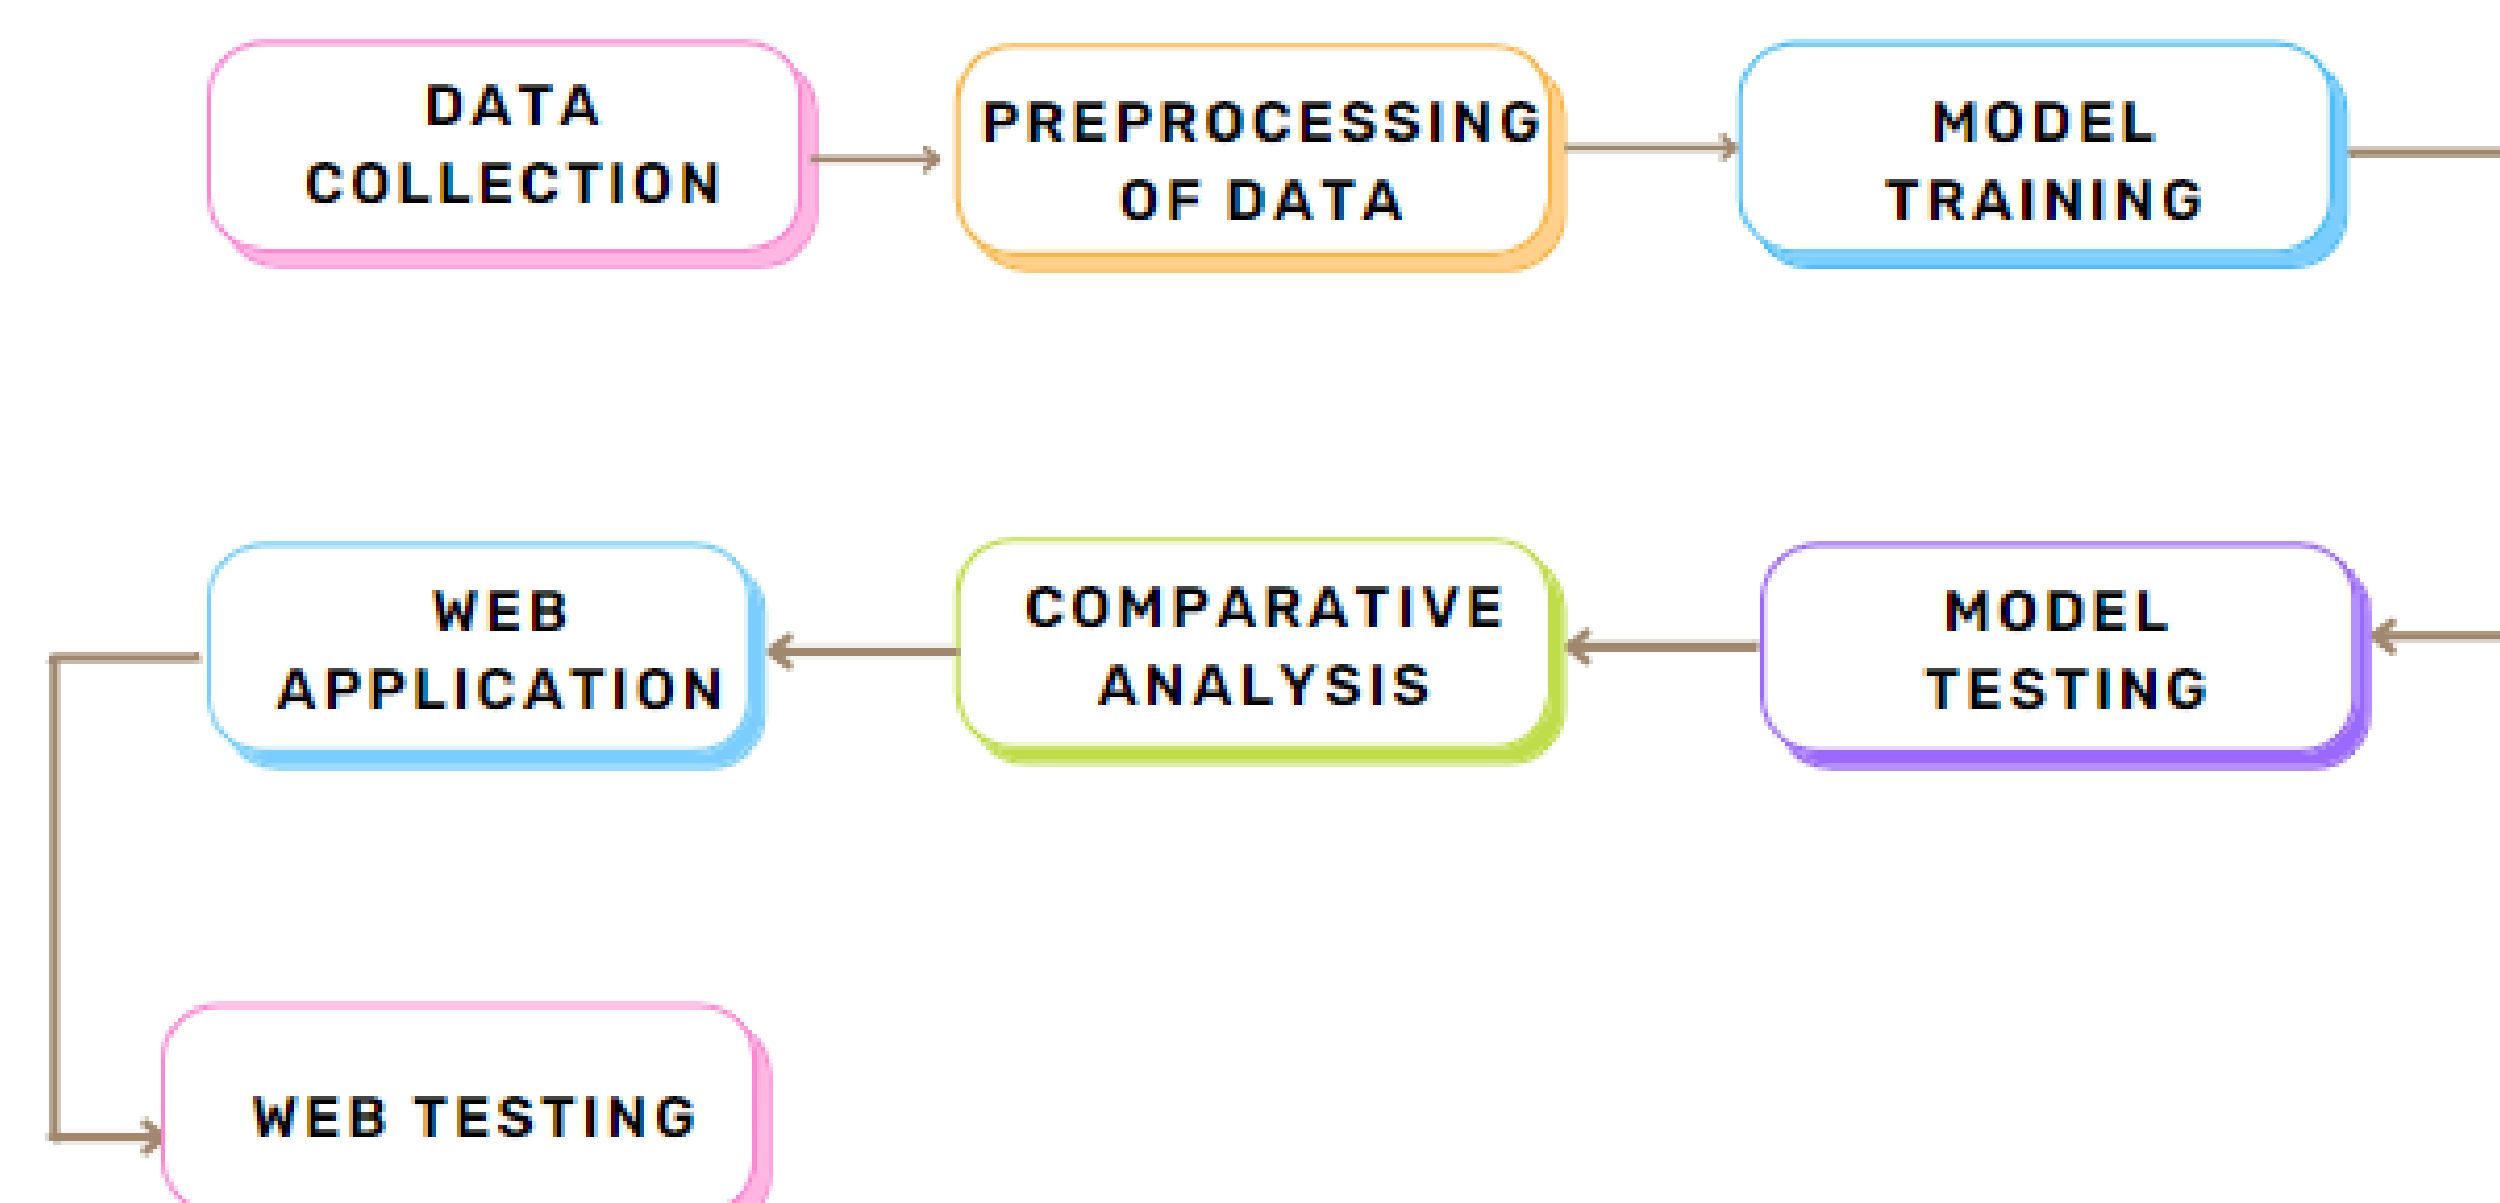 DATA
COLLECTION
PREPROCESSING
OF DATA
MODEL
TRAINING
WEB
APPLICATION
COMPARATIVE
ANALYSIS
MODEL
TESTING
WEB TESTING